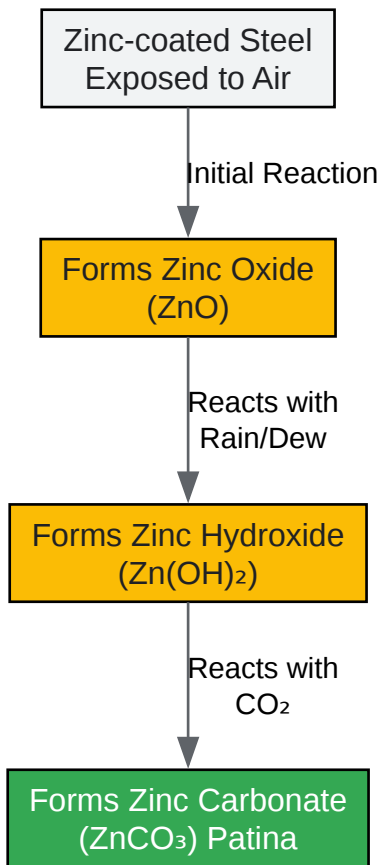 Zinc-coated Steel
Exposed to Air
Initial Reaction
Forms Zinc Oxide
(ZnO)
Reacts with
Rain/Dew
Forms Zinc Hydroxide
(Zn(OH)₂)
Reacts with
CO₂
Forms Zinc Carbonate
(ZnCO₃) Patina